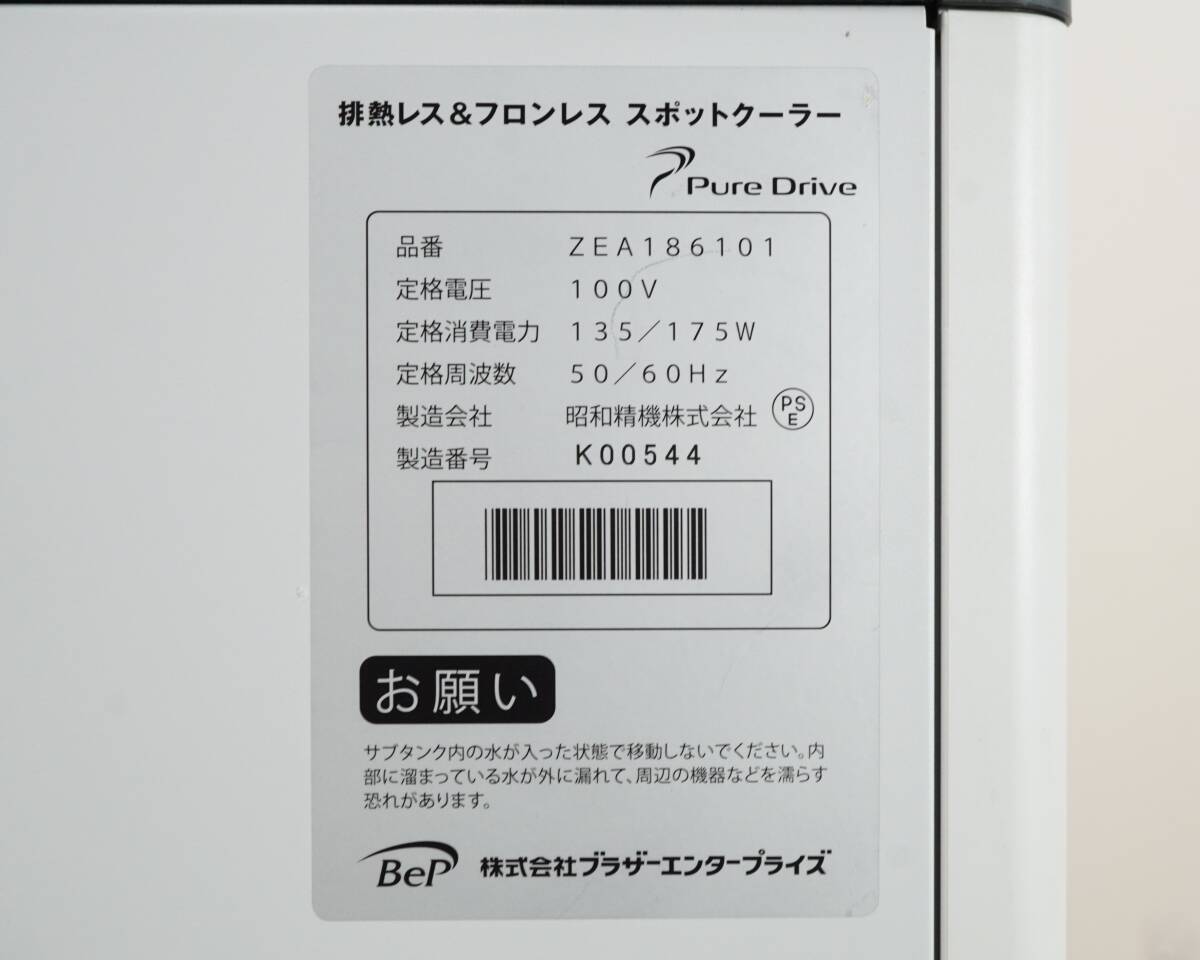 排熱レス&フロンレス スポットクーラー
Pure Drive
品番 ZEA186101
定格電圧 100V
定格消費電力 135/175W
定格周波数 50/60Hz
製造会社 昭和精機株式会社 PSE
製造番号 K00544
お願い
サブタンク内の水が入った状態で移動しないでください。内
部に溜まっている水が外に漏れて、周辺の機器などを濡らす
恐れがあります。
BeP 株式会社ブラザーエンタープライズ